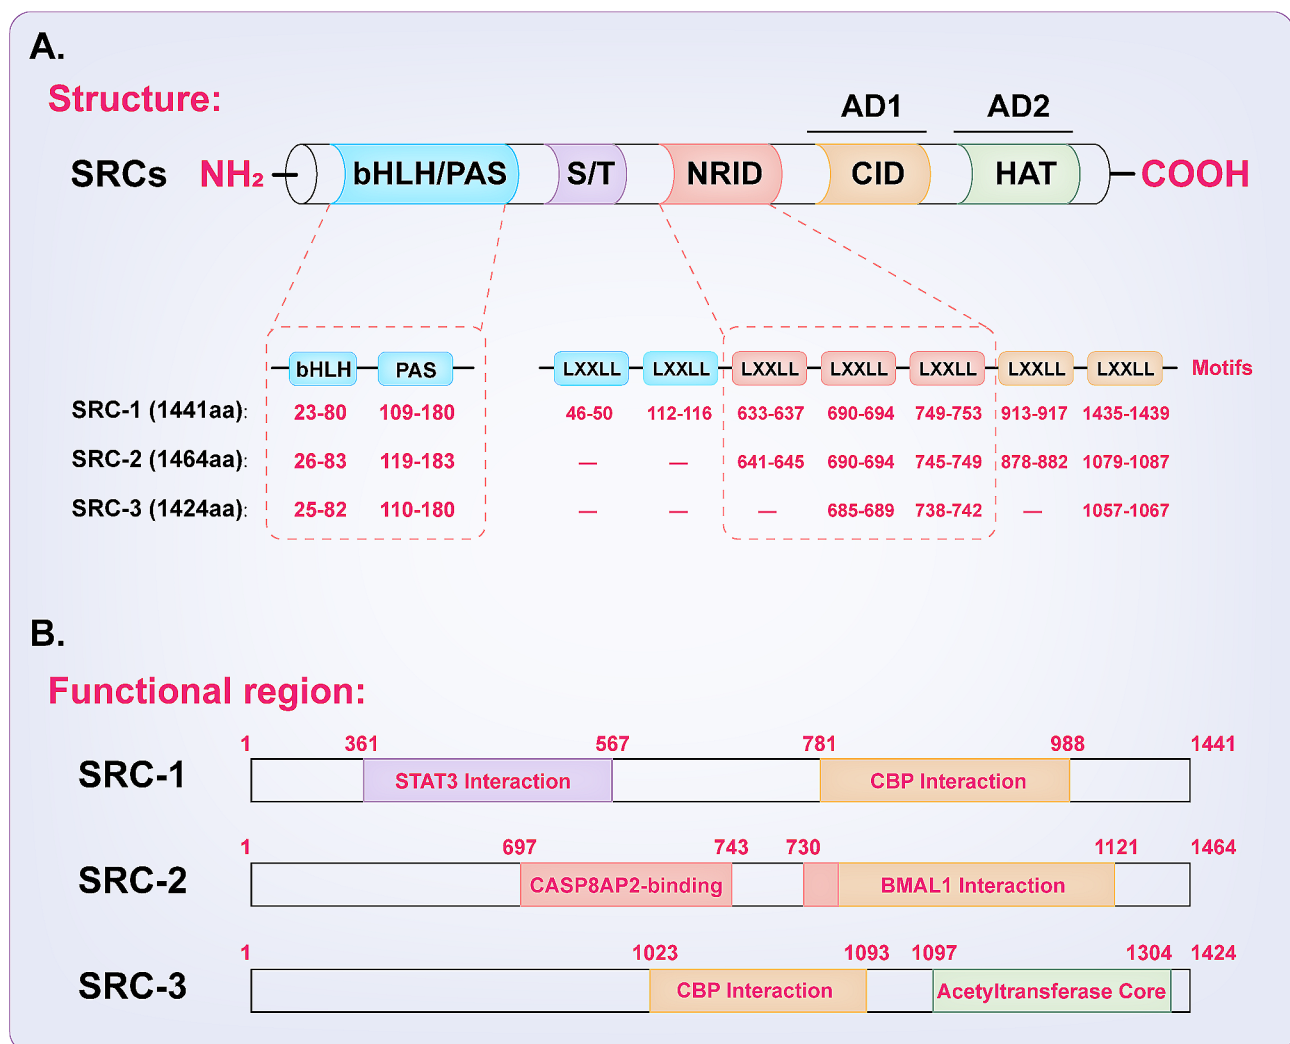 A.
Structure:
AD1 AD2
SRCs NH₂ bHLH/PAS S/T NRID CID HAT COOH
bHLH PAS LXXLL LXXLL LXXLL LXXLL LXXLL LXXLL LXXLL Motifs
SRC-1 (1441aa): 23-80 109-180 46-50 112-116 633-637 690-694 749-753 913-917 1435-1439
SRC-2 (1464aa): 26-83 119-183 — — 641-645 690-694 745-749 878-882 1079-1087
SRC-3 (1424aa): 25-82 110-180 — — — 685-689 738-742 — 1057-1067
B.
Functional region:
1 361 567 781 988 1441
SRC-1 STAT3 Interaction CBP Interaction
1 697 743 730 1121 1464
SRC-2 CASP8AP2-binding BMAL1 Interaction
1 1023 1093 1097 1304 1424
SRC-3 CBP Interaction Acetyltransferase Core